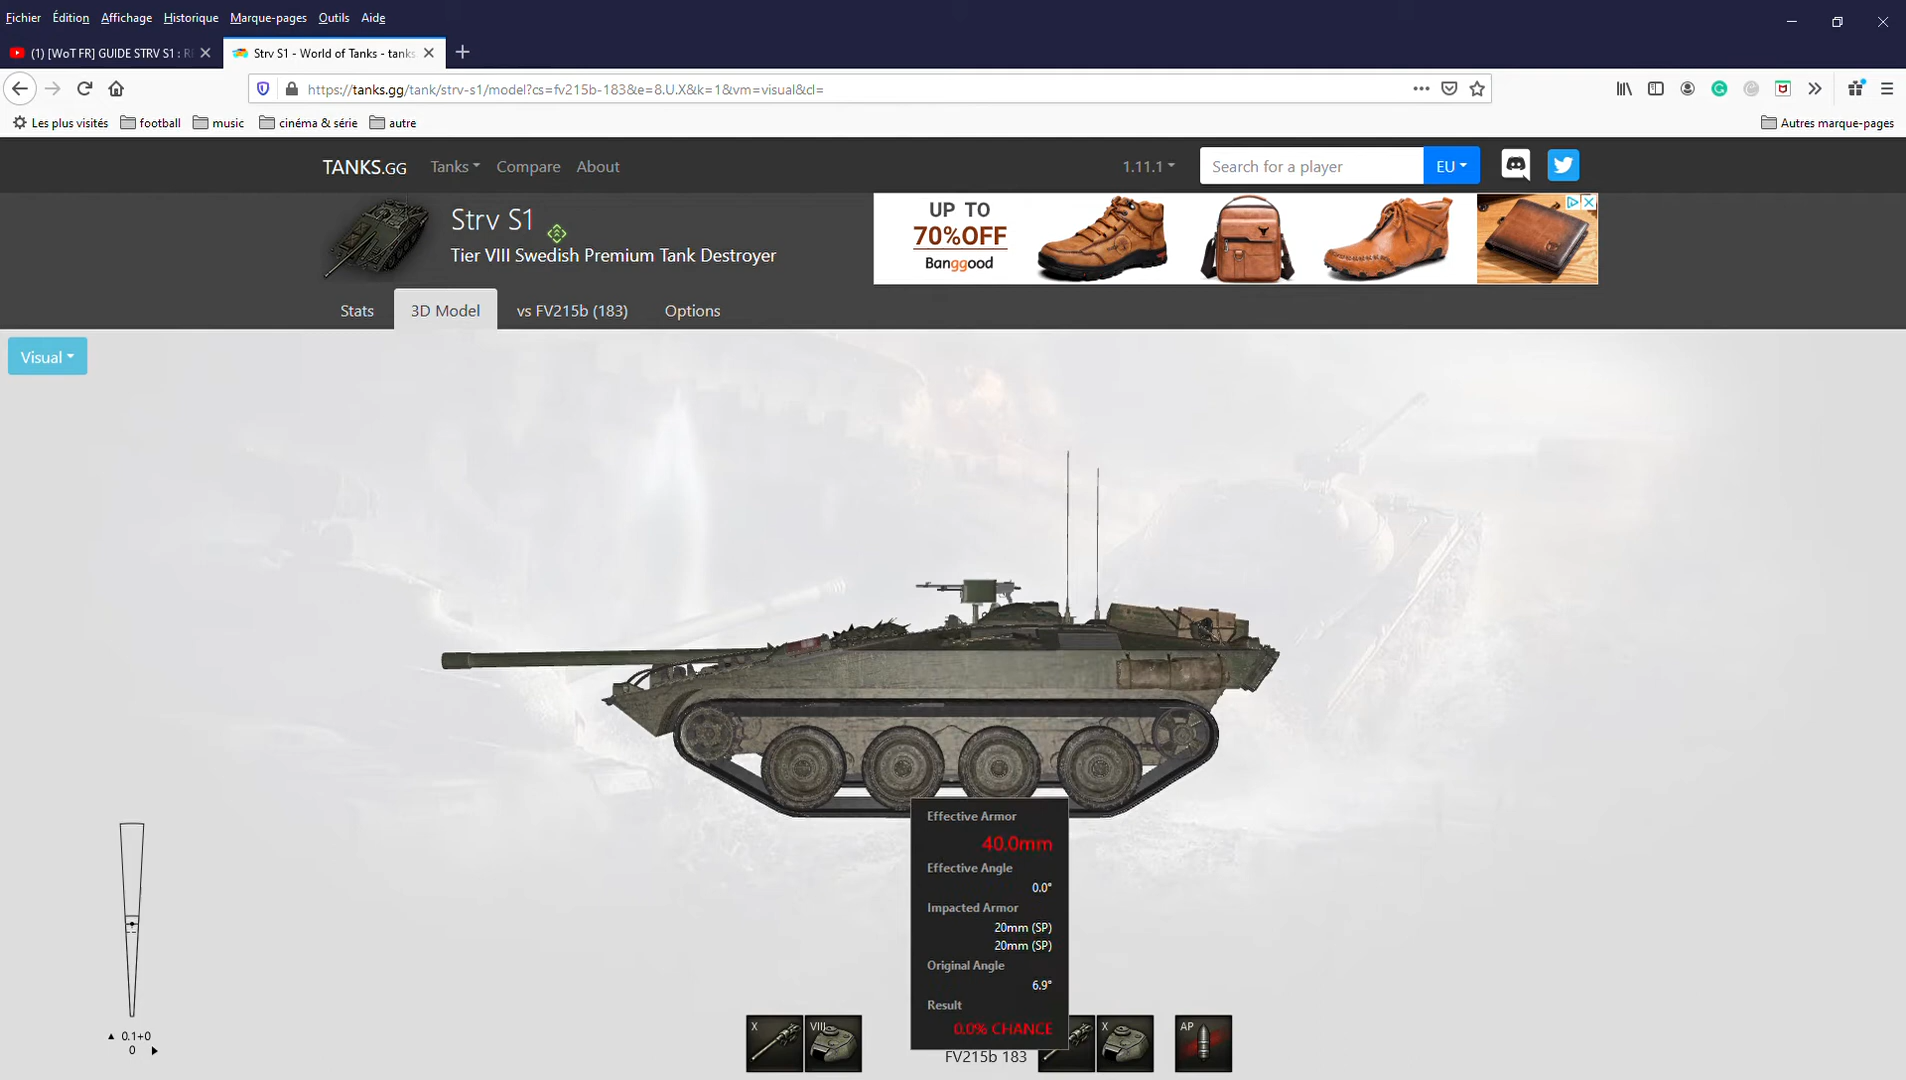 Fichier Édition Affichage Historique Marque-pages Outils Aide
(1) [WoT FR] GUIDE STRV S1 : R
Strv S1 - World of Tanks - tanks
https://tanks.gg/tank/strv-s1/model?cs=fv215b-183&e=8.U.X&k=1&vm=visual&cl=
Les plus visités football music cinéma & série autre
Autres marque-pages
TANKS.GG Tanks Compare About
1.11.1
Search for a player
EU
Strv S1
Tier VIII Swedish Premium Tank Destroyer
UP TO
70%OFF
Banggood
Stats 3D Model vs FV215b (183) Options
Visual
Effective Armor
40.0mm
Effective Angle
0.0°
Impacted Armor
20mm (SP)
20mm (SP)
Original Angle
6.9°
Result
0.0% CHANCE
0.1+0
0
X VIII X AP
FV215b 183